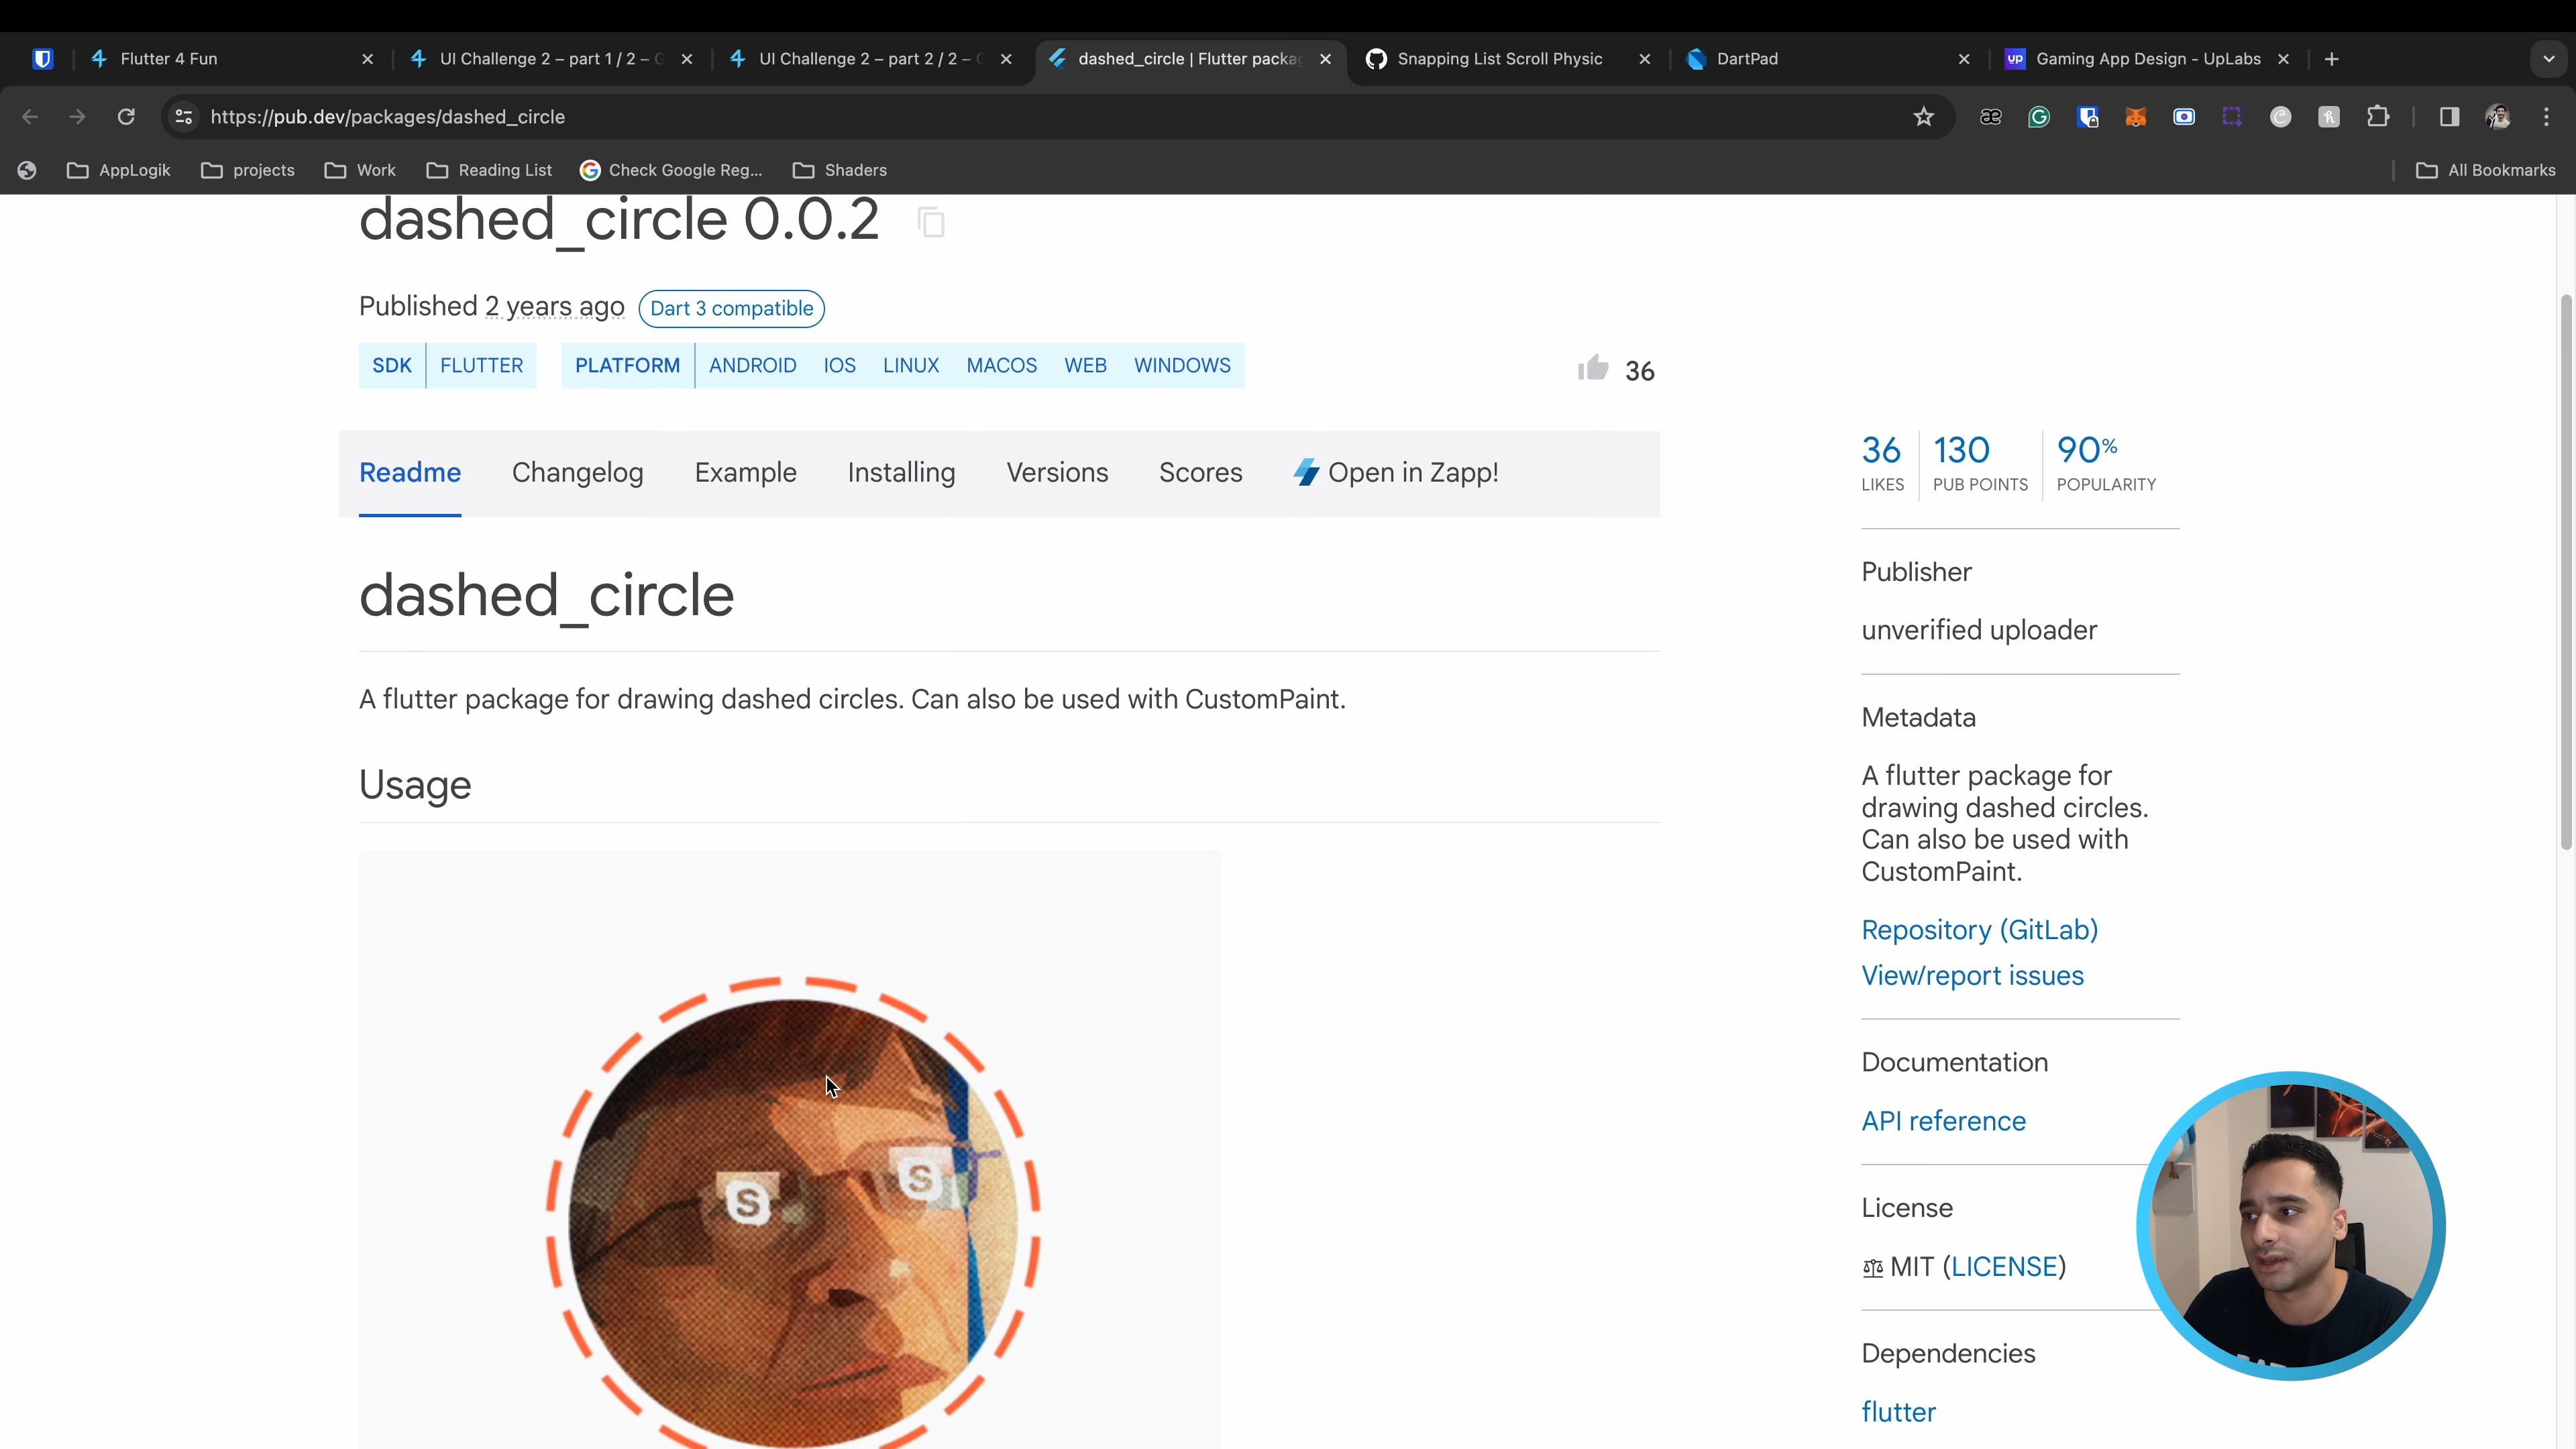 Flutter 4 Fun
UI Challenge 2 – part 1 / 2 –
UI Challenge 2 – part 2 / 2 –
dashed_circle | Flutter packag
Snapping List Scroll Physic
DartPad
UP
Gaming App Design - UpLabs
https://pub.dev/packages/dashed_circle
AppLogik
projects
Work
Reading List
Check Google Reg...
Shaders
All Bookmarks
dashed_circle 0.0.2
Published 2 years ago
Dart 3 compatible
SDK FLUTTER
PLATFORM ANDROID IOS LINUX MACOS WEB WINDOWS
36
Readme Changelog Example Installing Versions Scores Open in Zapp!
dashed_circle
A flutter package for drawing dashed circles. Can also be used with CustomPaint.
Usage
S S
36 130 90%
LIKES PUB POINTS POPULARITY
Publisher
unverified uploader
Metadata
A flutter package for
drawing dashed circles.
Can also be used with
CustomPaint.
Repository (GitLab)
View/report issues
Documentation
API reference
License
MIT (LICENSE)
Dependencies
flutter